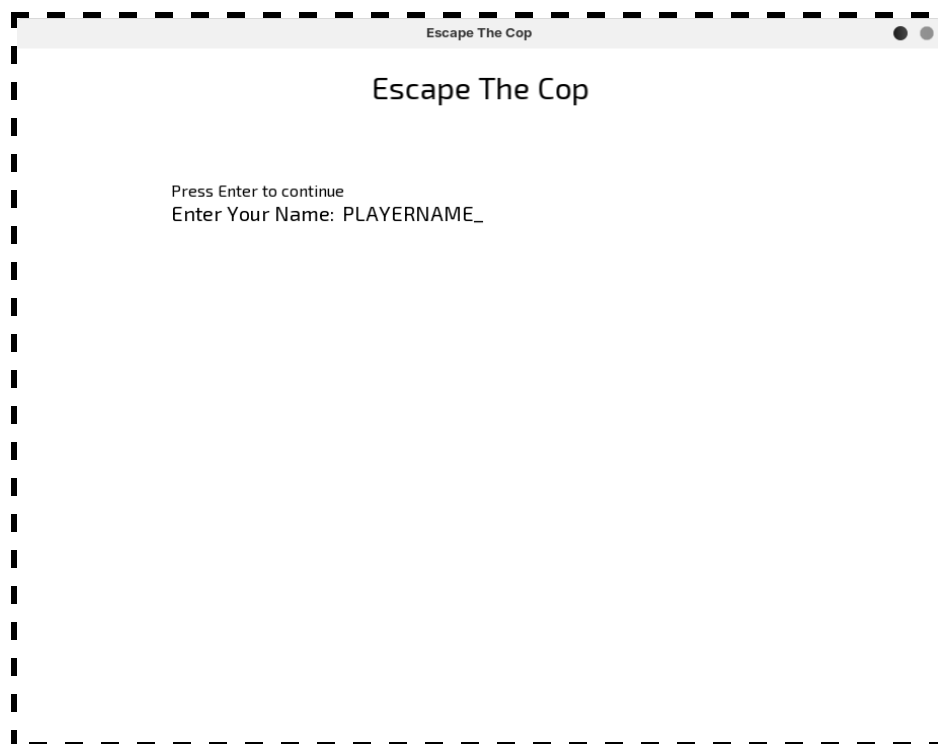 Escape The Cop
Escape The Cop
Press Enter to continue
Enter Your Name: PLAYERNAME_